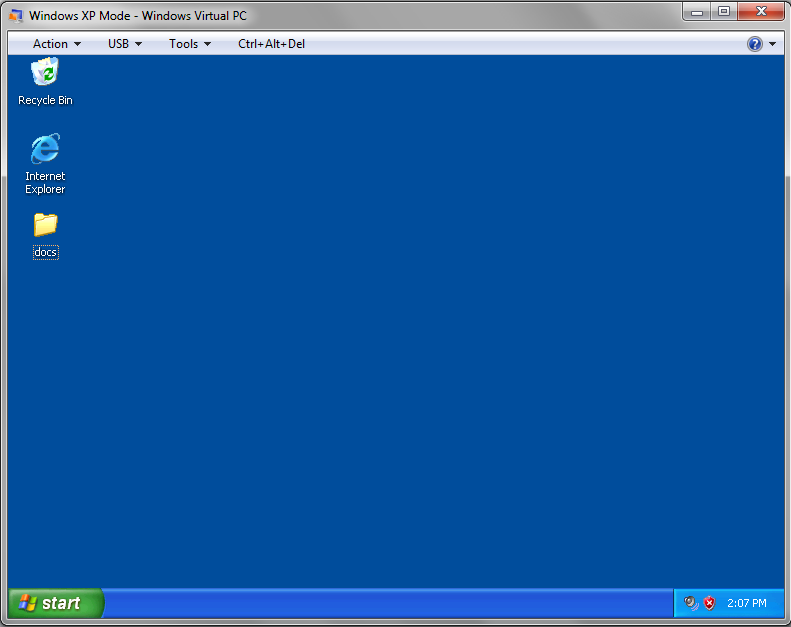 Windows XP Mode - Windows Virtual PC
Action USB Tools Ctrl+Alt+Del
Recycle Bin
Internet
Explorer
docs
start 2:07 PM